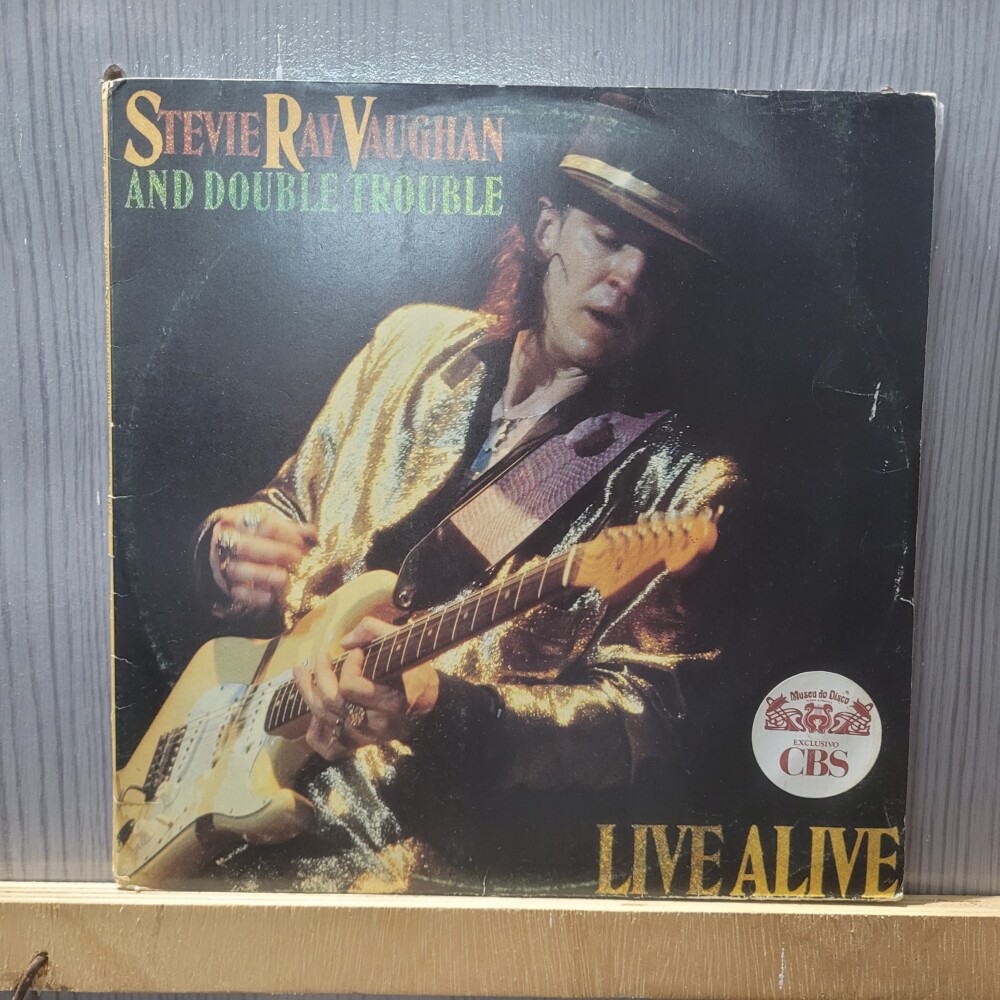 STEVIE RAY VAUGHAN
AND DOUBLE TROUBLE
Museu do Disco
EXCLUSIVO
CBS
LIVE ALIVE